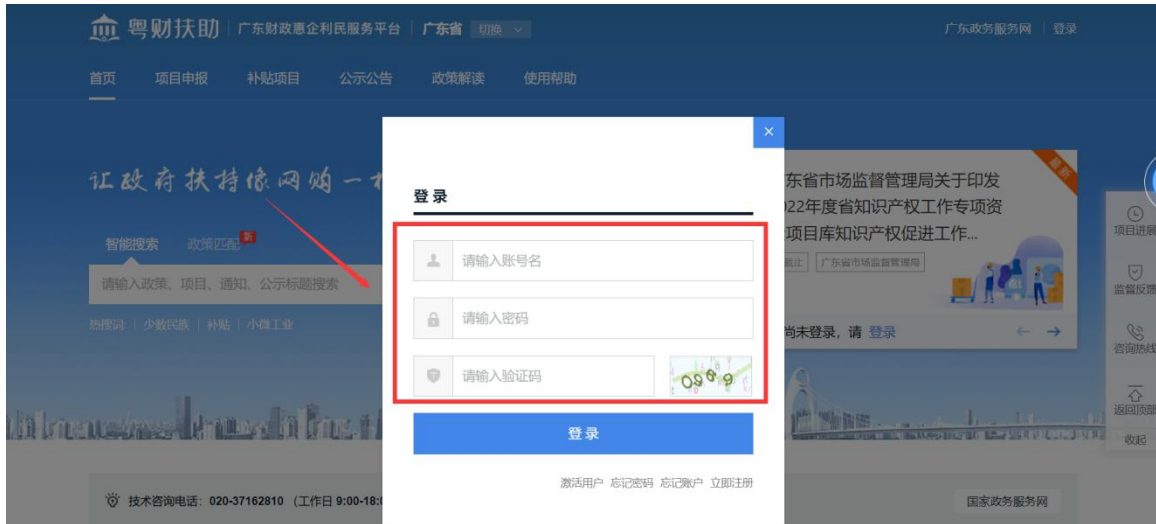 粤财扶助 广东财政惠企利民服务平台 广东省 切换 广东政务服务网 登录
首页 项目申报 补贴项目 公示公告 政策解读 使用帮助
让政府扶持像网购一
东省市场监督管理局关于印发
022年度省知识产权工作专项资
项目库知识产权促进工作...
广东省市场监督管理局
最新
智能搜索 政策匹配 新
请输入政策、项目、通知、公示标题搜索
热搜词： 少数民族 补贴 小微工业
尚未登录，请 登录
登录
请输入账号名
请输入密码
请输入验证码
登录
激活用户 忘记密码 忘记账户 立即注册
项目进展
监督反馈
咨询热线
返回顶部
收起
技术咨询电话：020-37162810（工作日 9:00-18:
国家政务服务网